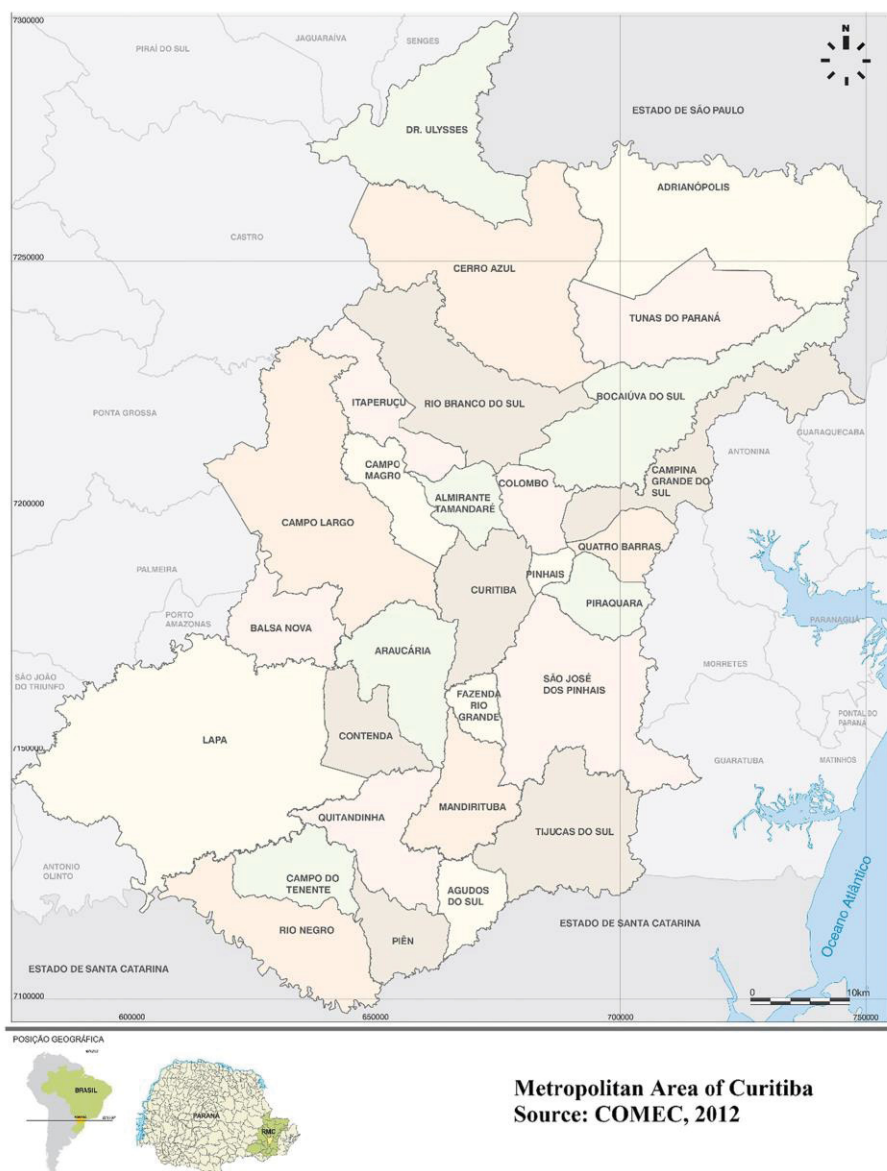 7300000
PIRAÍ DO SUL
JAGUARAÍVA
SENGES
N
DR. ULYSSES
ESTADO DE SÃO PAULO
ADRIANÓPOLIS
CASTRO
7250000
CERRO AZUL
TUNAS DO PARANÁ
ITAPERUÇU
RIO BRANCO DO SUL
BOCAIÚVA DO SUL
PONTA GROSSA
GUARAQUEÇABA
ANTONINA
CAMPO
MAGRO
CAMPINA
GRANDE DO
SUL
COLOMBO
ALMIRANTE
TAMANDARÉ
7200000
CAMPO LARGO
QUATRO BARRAS
PINHAIS
PALMEIRA
CURITIBA
PIRAQUARA
PORTO
AMAZONAS
BALSA NOVA
PARANAGUÁ
ARAUCÁRIA
SÃO JOÃO
DO TRIUNFO
MORRETES
SÃO JOSÉ
DOS PINHAIS
FAZENDA
RIO
GRANDE
PONTAL DO
PARANÁ
LAPA
CONTENDA
7150000
GUARATUBA
MATINHOS
MANDIRITUBA
QUITANDINHA
TIJUCAS DO SUL
ANTONIO
OLINTO
CAMPO DO
TENENTE
AGUDOS
DO SUL
RIO NEGRO
PIÊN
ESTADO DE SANTA CATARINA
ESTADO DE SANTA CATARINA
Oceano Atlântico
7100000
0
10km
600000
650000
700000
750000
POSIÇÃO GEOGRÁFICA
BRASIL
PARANÁ
RMC
Metropolitan Area of Curitiba
Source: COMEC, 2012